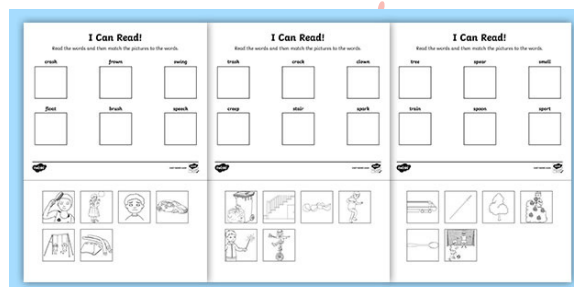 I Can Read!
Read the words and then match the pictures to the words.
crash frown swing
float brush speech
I Can Read!
Read the words and then match the pictures to the words.
track crack clown
creep stair spark
I Can Read!
Read the words and then match the pictures to the words.
tree spear smell
train spoon sport